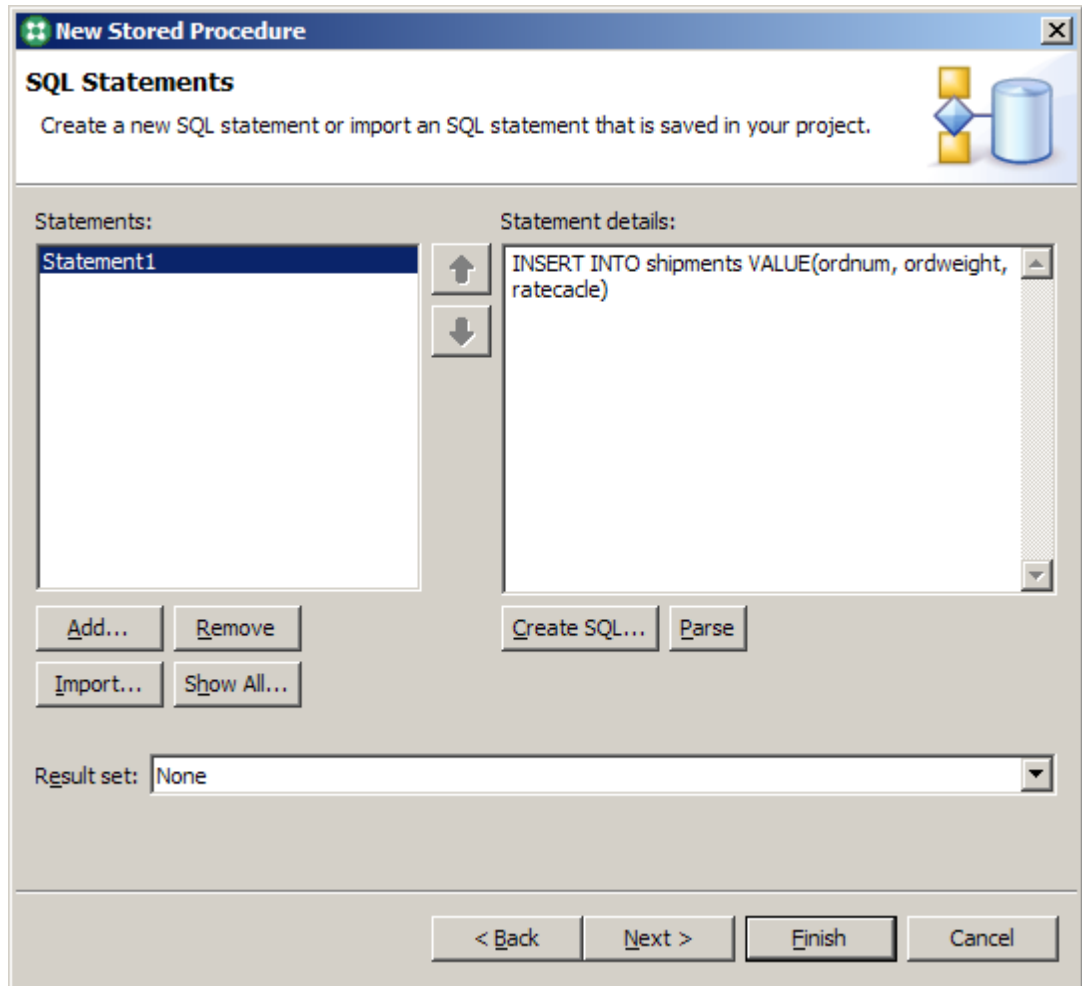 New Stored Procedure
SQL Statements
Create a new SQL statement or import an SQL statement that is saved in your project.
Statements:
Statement1
Statement details:
INSERT INTO shipments VALUE(ordnum, ordweight,
ratecacle)
Add...
Remove
Import...
Show All...
Create SQL...
Parse
Result set:
None
< Back
Next >
Finish
Cancel